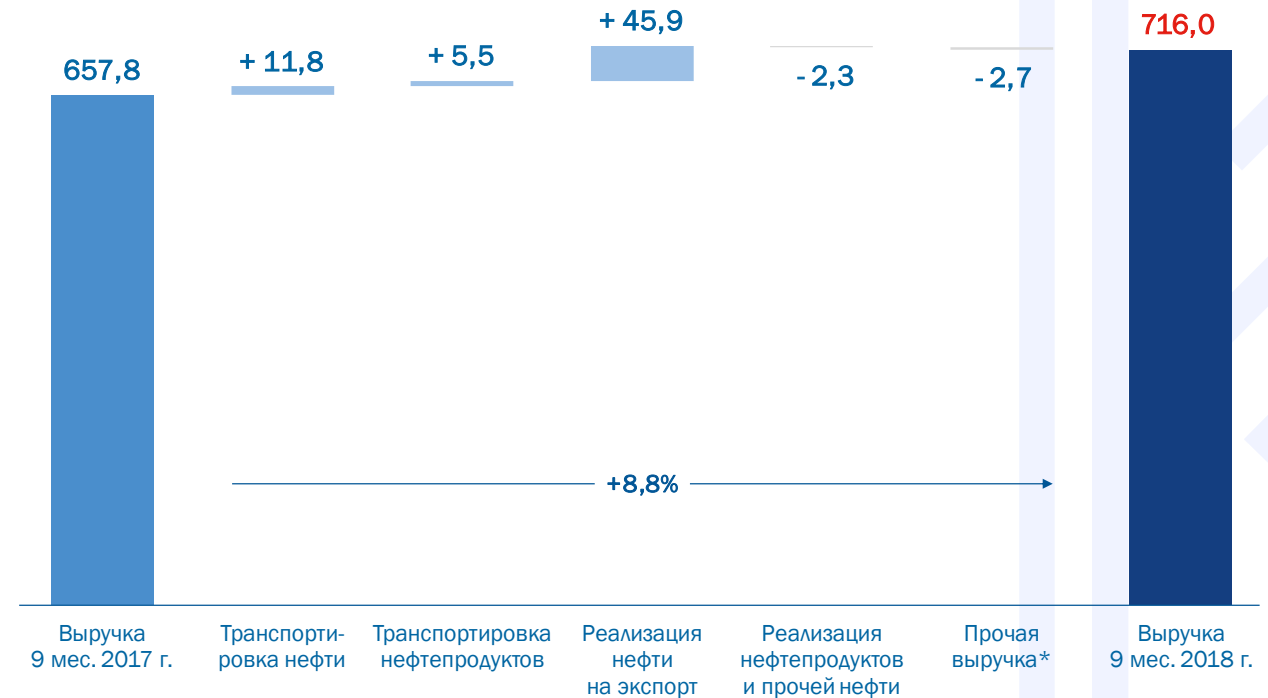 657,8
+ 11,8
+ 5,5
+ 45,9
- 2,3
- 2,7
716,0
+8,8%
Выручка
9 мес. 2017 г.
Транспорти-
ровка нефти
Транспортировка
нефтепродуктов
Реализация
нефти
на экспорт
Реализация
нефтепродуктов
и прочей нефти
Прочая
выручка*
Выручка
9 мес. 2018 г.